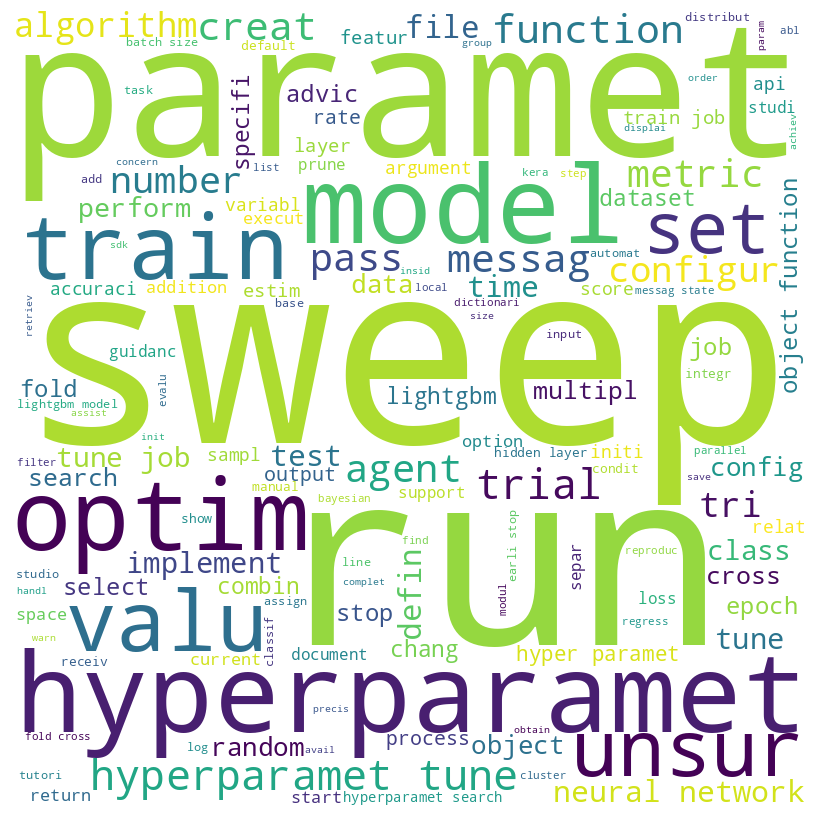 algorithm
creat
file
function
distribut
param
abl
batch size
default
featur
group
order
paramet
task
advic
specifi
rate
api
studi
train job
displai
achiev
concern
layer
prune
list
argument
kera
step
add
number
model
metric
dataset
perform
variabl
execut
train
set
sdk
pass
messag
automat
configur
object function
insid
accuraci
addition
estim
data
local
time
score
messag state
base
dictionari
size
retriev
sweep
guidanc
input
job
fold
evalu
lightgbm
multipl
integr
lightgbm model
assist
init
option
hidden layer
initi
parallel
filter
tune job
sampl
test
search
output
agent
condit
config
manual
bayesian
support
trial
save
tri
relat
optim
run
show
find
earli stop
line
reproduc
implement
separ
class
studio
handl
select
combin
complet
modul
cross
space
assign
stop
defin
loss
epoch
valu
regress
tune
warn
classif
receiv
current
document
chang
hyper paramet
hyperparamet
precis
unsur
fold cross
log
random
avail
process
object
obtain
tutori
hyperparamet tune
cluster
return
start
hyperparamet search
neural network